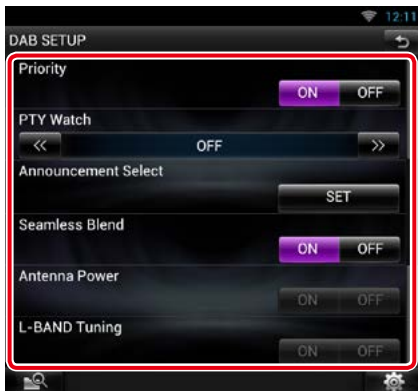 12:11
DAB SETUP
Priority
ON OFF
PTY Watch
OFF
Announcement Select
SET
Seamless Blend
ON OFF
Antenna Power
ON OFF
L-BAND Tuning
ON OFF